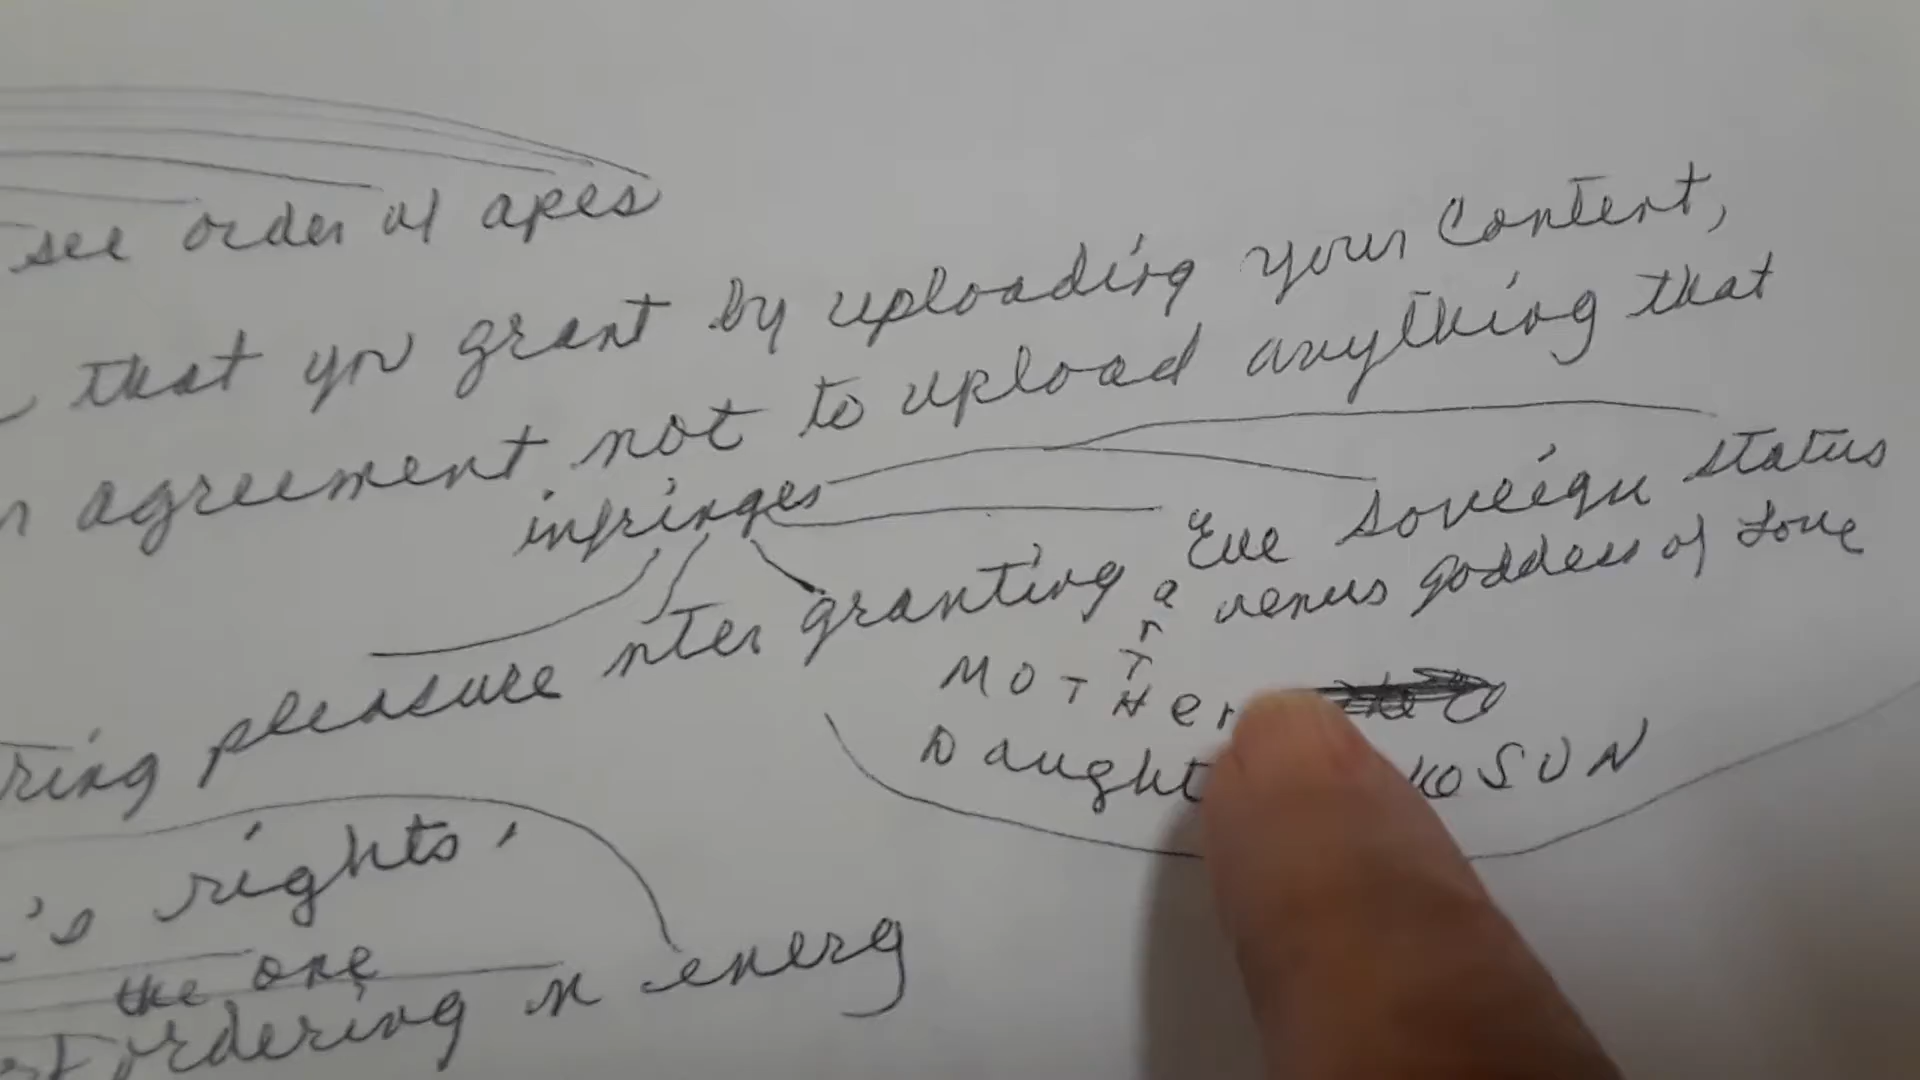 see order of apes
that you grant by uploading your content,
agreement not to upload anything that
infringes
ring pleasure nter granting Eve soveign status
a venus goddess of Love
r
T
MOTHer
Daught SUN
's rights,
the one
ordering n energ